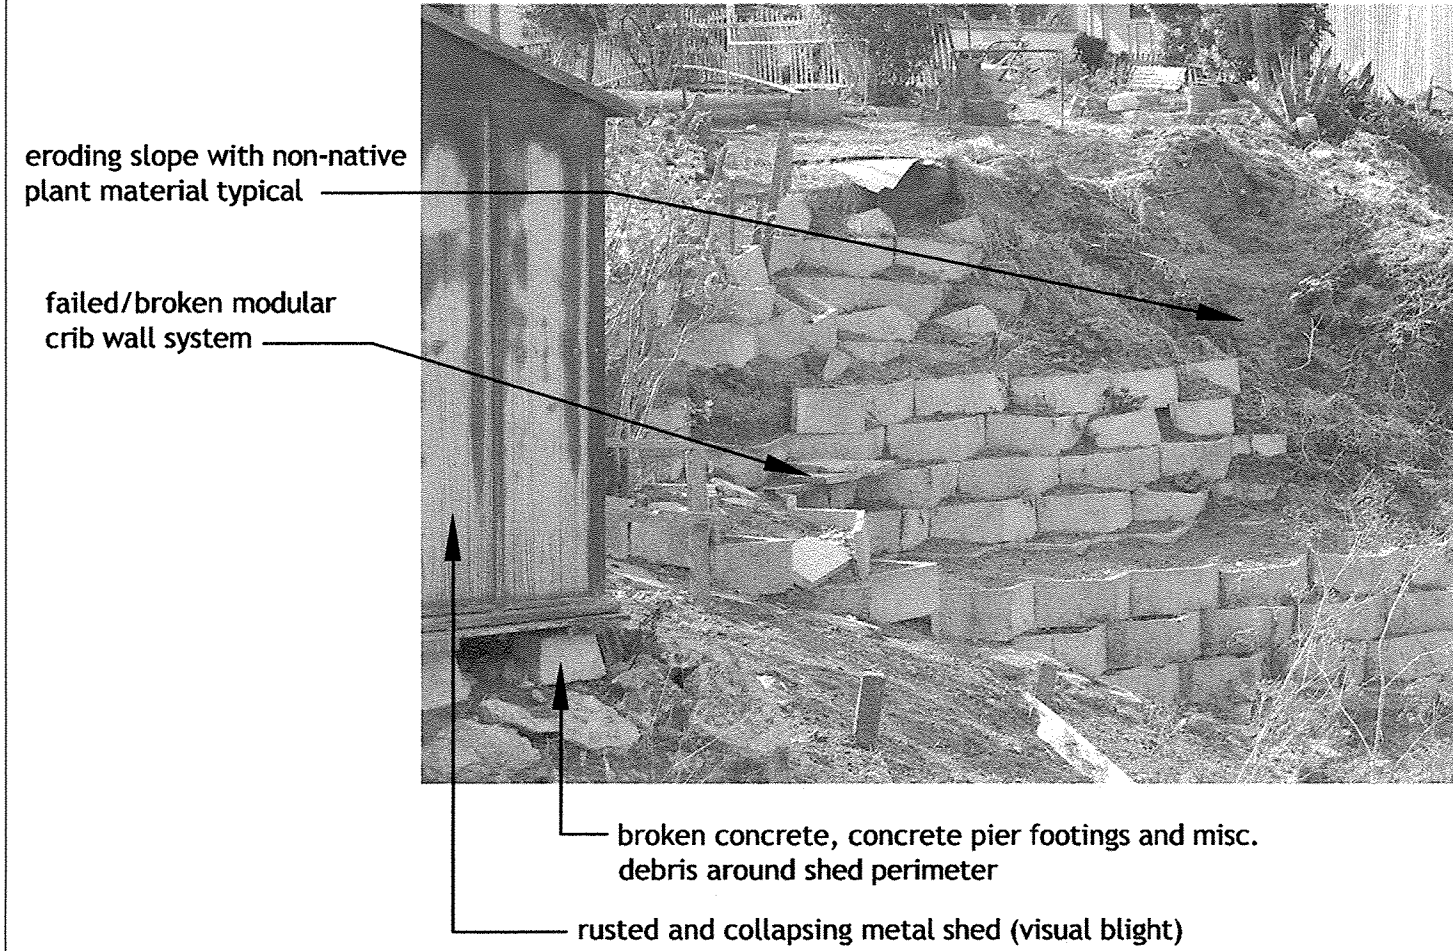 eroding slope with non-native
plant material typical
failed/broken modular
crib wall system
broken concrete, concrete pier footings and misc.
debris around shed perimeter
rusted and collapsing metal shed (visual blight)